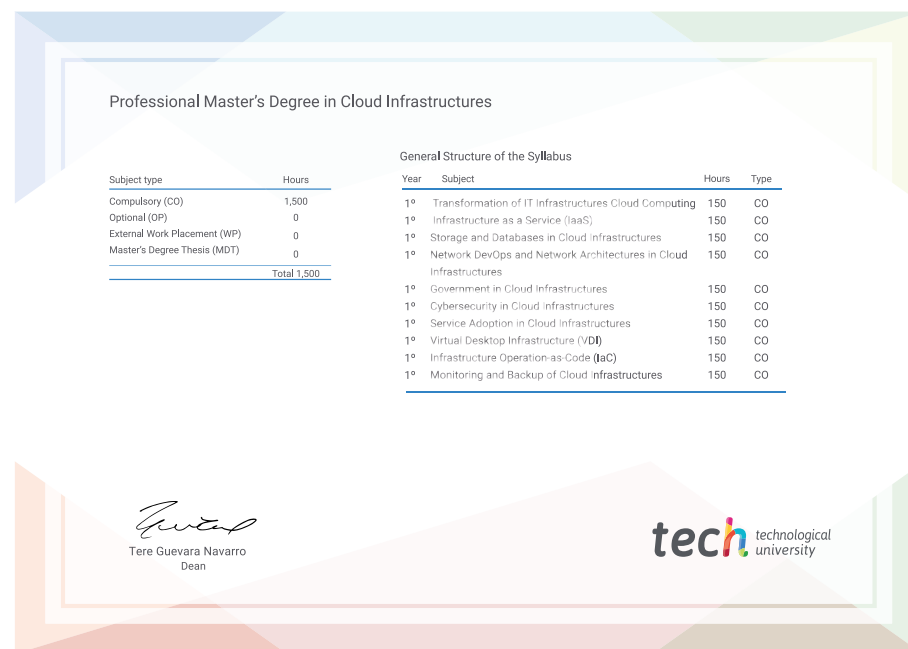 Professional Master's Degree in Cloud Infrastructures
Subject type Hours
Compulsory (CO) 1,500
Optional (OP) 0
External Work Placement (WP) 0
Master's Degree Thesis (MDT) 0
Total 1,500
General Structure of the Syllabus
Year Subject Hours Type
1º Transformation of IT Infrastructures Cloud Computing 150 CO
1º Infrastructure as a Service (IaaS) 150 CO
1º Storage and Databases in Cloud Infrastructures 150 CO
1º Network DevOps and Network Architectures in Cloud 150 CO
Infrastructures
1º Government in Cloud Infrastructures 150 CO
1º Cybersecurity in Cloud Infrastructures 150 CO
1º Service Adoption in Cloud Infrastructures 150 CO
1º Virtual Desktop Infrastructure (VDI) 150 CO
1º Infrastructure Operation-as-Code (IaC) 150 CO
1º Monitoring and Backup of Cloud Infrastructures 150 CO
Tere Guevara Navarro
Dean
tech technological
university